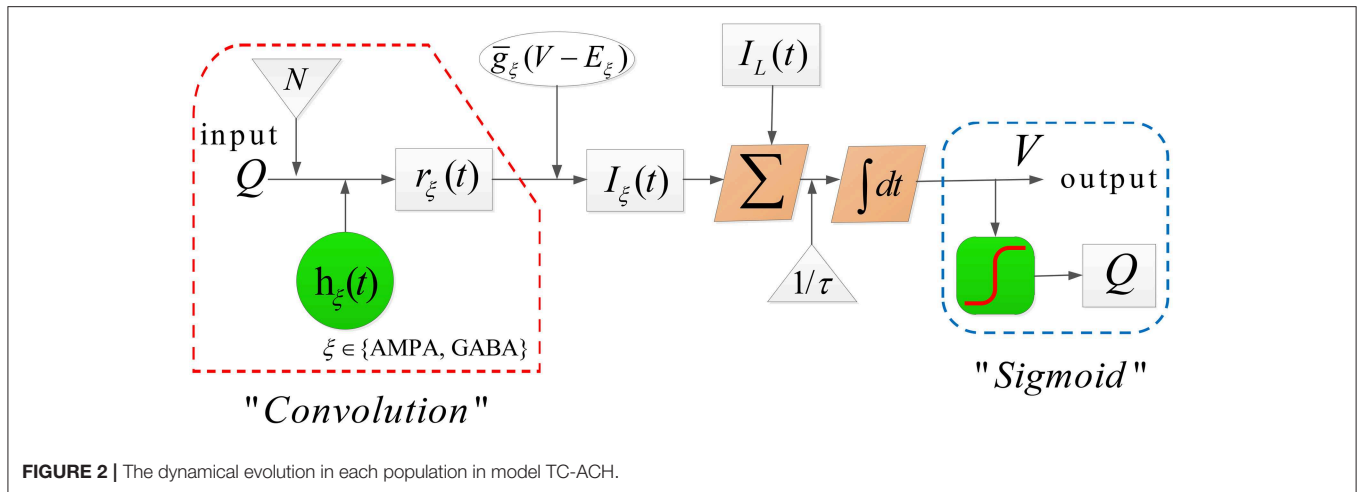 N
input
Q
h_ξ(t)
ξ ∈ {AMPA, GABA}
r_ξ(t)
"Convolution"
g̅_ξ(V − E_ξ)
I_ξ(t)
I_L(t)
∑
1/τ
∫dt
V
output
Q
"Sigmoid"
FIGURE 2 | The dynamical evolution in each population in model TC-ACH.